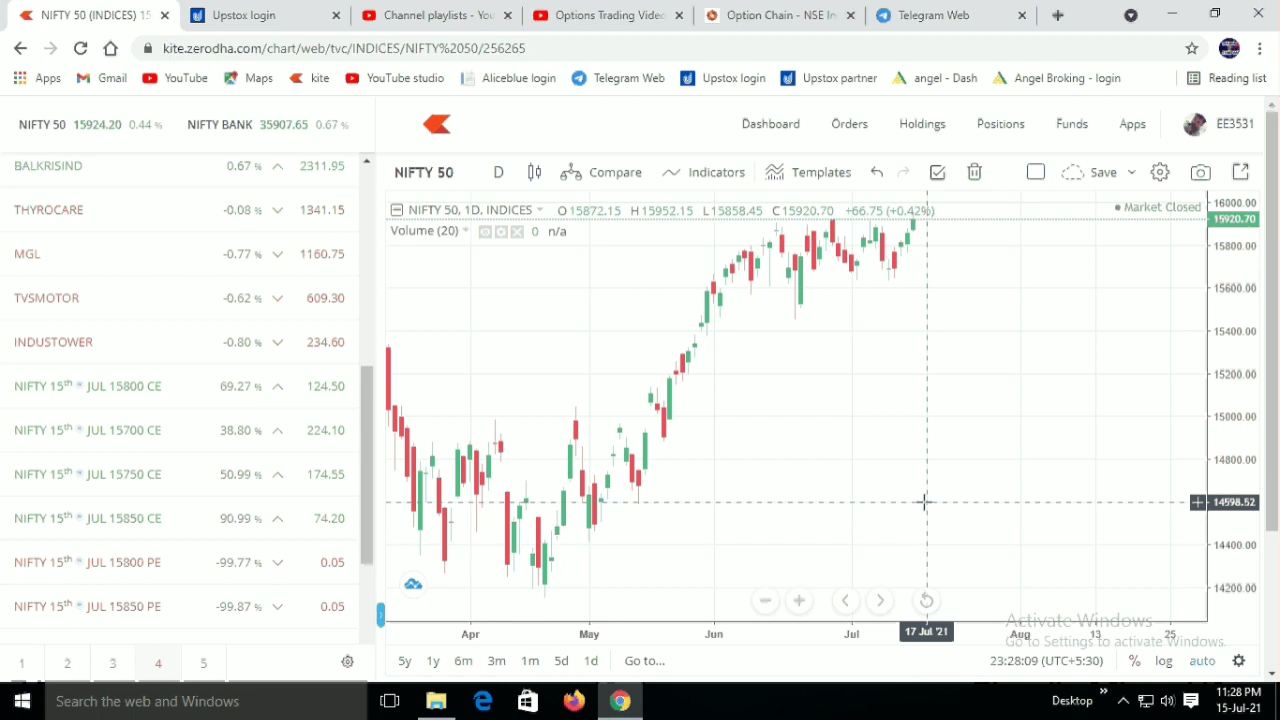 NIFTY 50 (INDICES) 15
Upstox login
Channel playlists - You
Options Trading Video
Option Chain - NSE In
Telegram Web
kite.zerodha.com/chart/web/tvc/INDICES/NIFTY%2050/256265
Apps Gmail YouTube Maps kite YouTube studio Aliceblue login Telegram Web Upstox login Upstox partner angel - Dash Angel Broking - login Reading list
NIFTY 50 15924.20 0.44 % NIFTY BANK 35907.65 0.67 %
Dashboard Orders Holdings Positions Funds Apps EE3531
BALKRISIND 0.67 % 2311.95
THYROCARE -0.08 % 1341.15
MGL -0.77 % 1160.75
TVSMOTOR -0.62 % 609.30
INDUSTOWER -0.80 % 234.60
NIFTY 15th w JUL 15800 CE 69.27 % 124.50
NIFTY 15th w JUL 15700 CE 38.80 % 224.10
NIFTY 15th w JUL 15750 CE 50.99 % 174.55
NIFTY 15th w JUL 15850 CE 90.99 % 74.20
NIFTY 15th w JUL 15800 PE -99.77 % 0.05
NIFTY 15th w JUL 15850 PE -99.87 % 0.05
1 2 3 4 5
NIFTY 50 D Compare Indicators Templates Save
NIFTY 50, 1D, INDICES O15872.15 H15952.15 L15858.45 C15920.70 +66.75 (+0.42%)
Market Closed
Volume (20) 0 n/a
16000.00
15920.70
15800.00
15600.00
15400.00
15200.00
15000.00
14800.00
14598.52
14400.00
14200.00
Apr May Jun Jul 17 Jul '21 Aug 13 25
Activate Windows
Go to Settings to activate Windows.
5y 1y 6m 3m 1m 5d 1d Go to... 23:28:09 (UTC+5:30) % log auto
Search the web and Windows
Desktop
11:28 PM
15-Jul-21